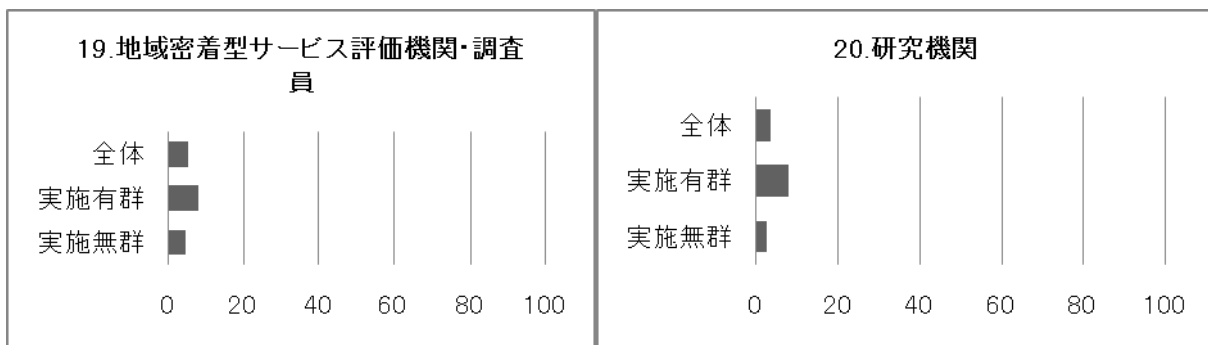 19.地域密着型サービス評価機関・調査
員
全体
実施有群
実施無群
0 20 40 60 80 100
20.研究機関
全体
実施有群
実施無群
0 20 40 60 80 100